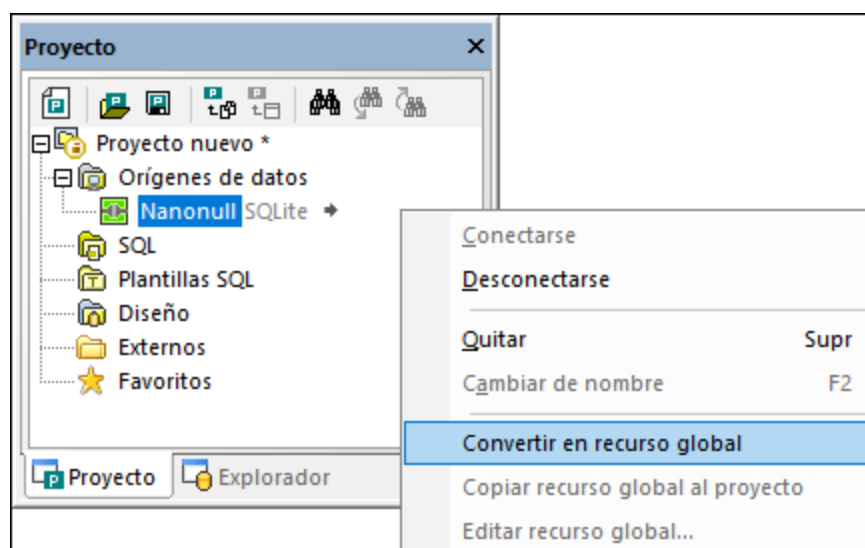 Proyecto
Proyecto nuevo *
Orígenes de datos
Nanonull SQLite
SQL
Plantillas SQL
Diseño
Externos
Favoritos
Proyecto Explorador
Conectarse
Desconectarse
Quitar Supr
Cambiar de nombre F2
Convertir en recurso global
Copiar recurso global al proyecto
Editar recurso global...